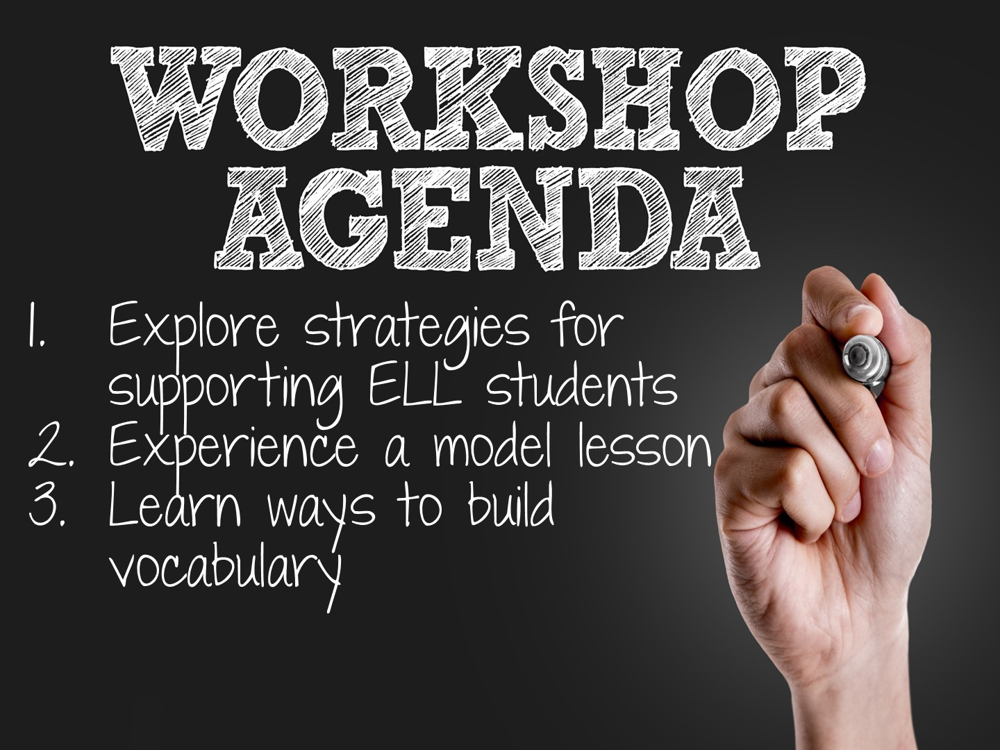 WORKSHOP
AGENDA
1. Explore strategies for
supporting ELL students
2. Experience a model lesson
3. Learn ways to build
vocabulary